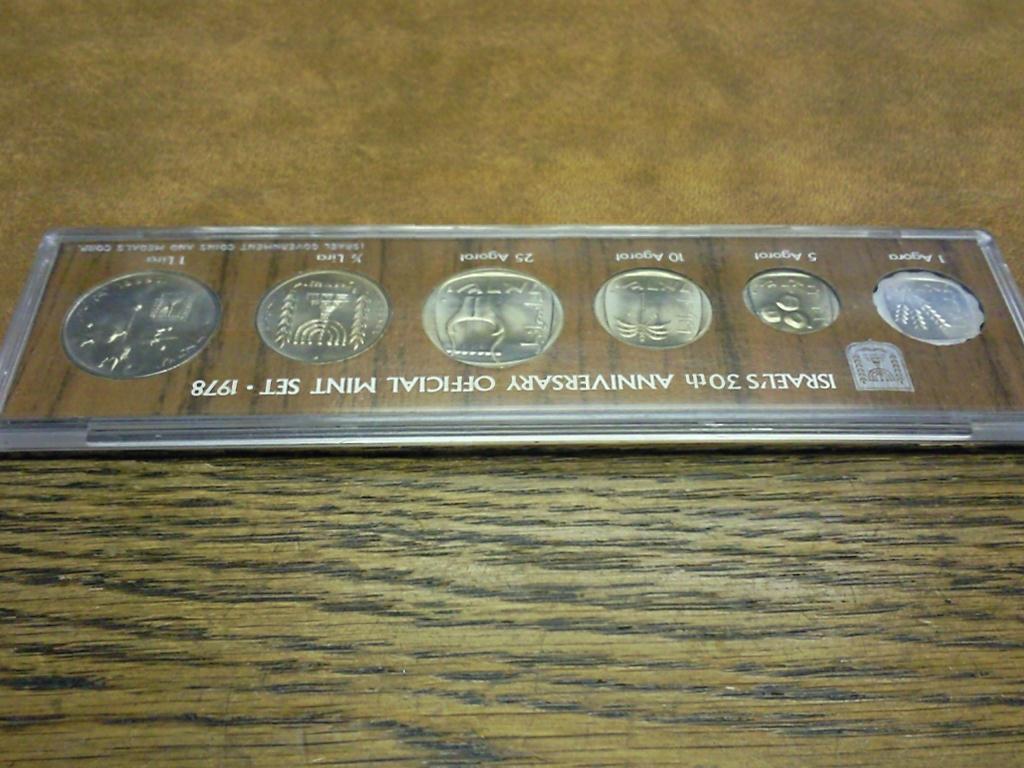 ISRAEL'S 30th ANNIVERSARY OFFICIAL MINT SET • 1978
1 Agora 5 Agorot 10 Agorot 25 Agorot ½ Lira 1 Lira
ISRAEL GOVERNMENT COINS AND MEDALS CORP.